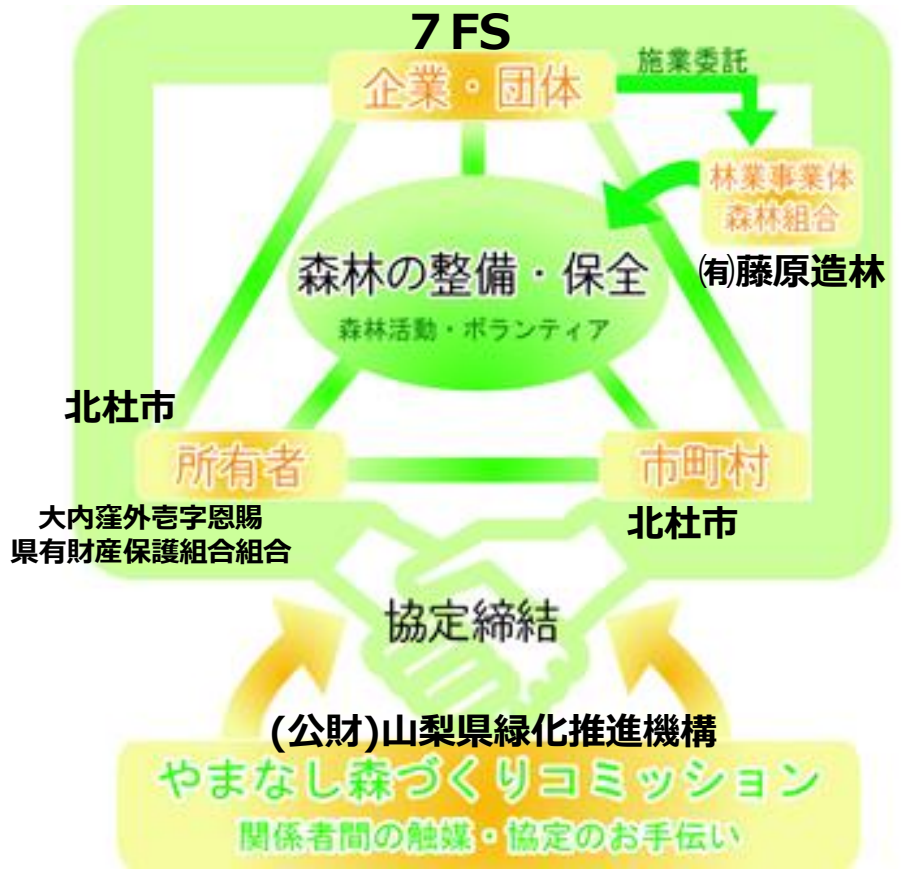 ７FS
企業・団体
施業委託
林業事業体
森林組合
㈲藤原造林
森林の整備・保全
森林活動・ボランティア
北杜市
所有者
市町村
大内窪外壱字恩賜
県有財産保護組合組合
北杜市
協定締結
(公財)山梨県緑化推進機構
やまなし森づくりコミッション
関係者間の触媒・協定のお手伝い